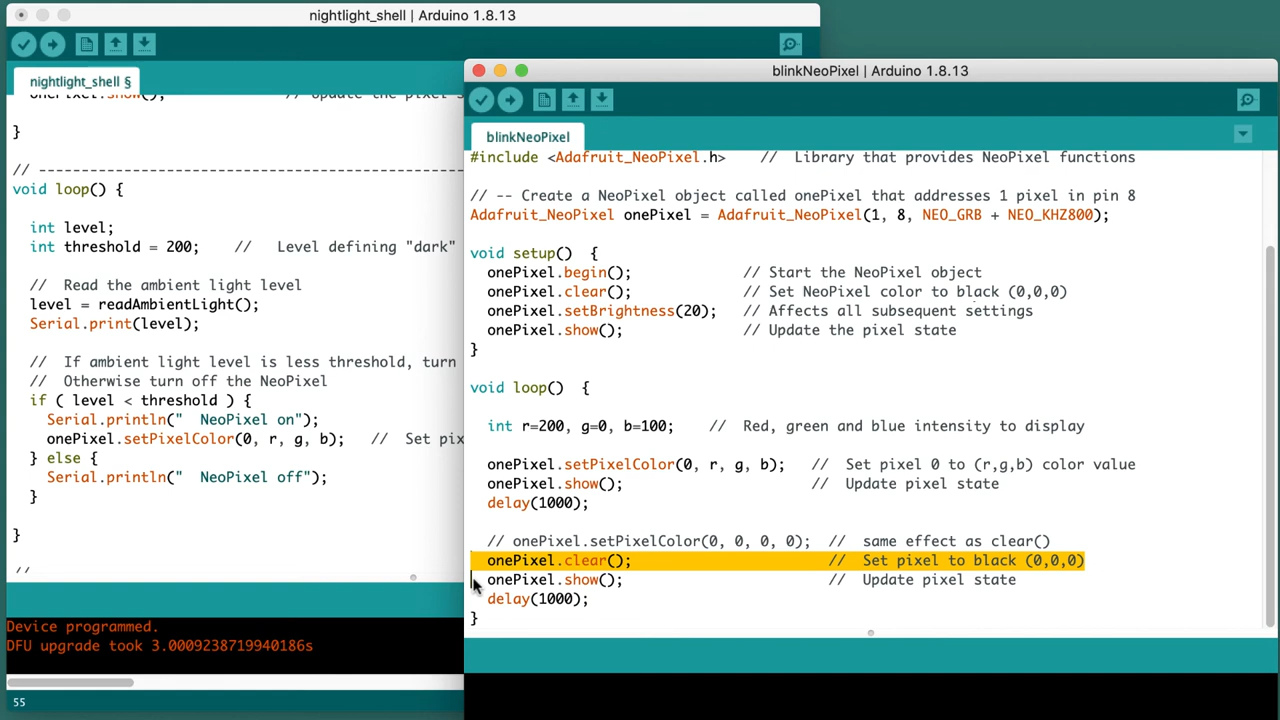 nightlight_shell | Arduino 1.8.13
nightlight_shell §
}
// -----------------------------------------------------
void loop() {
int level;
int threshold = 200;    //   Level defining "dark"
//  Read the ambient light level
level = readAmbientLight();
Serial.print(level);
//  If ambient light level is less threshold, turn
//  Otherwise turn off the NeoPixel
if ( level < threshold ) {
Serial.println("  NeoPixel on");
onePixel.setPixelColor(0, r, g, b);   //  Set pix
} else {
Serial.println("  NeoPixel off");
}
}
//
Device programmed.
DFU upgrade took 3.0009238719940186s
55
blinkNeoPixel | Arduino 1.8.13
blinkNeoPixel
#include <Adafruit_NeoPixel.h>    //  Library that provides NeoPixel functions
// -- Create a NeoPixel object called onePixel that addresses 1 pixel in pin 8
Adafruit_NeoPixel onePixel = Adafruit_NeoPixel(1, 8, NEO_GRB + NEO_KHZ800);
void setup()  {
onePixel.begin();             // Start the NeoPixel object
onePixel.clear();             // Set NeoPixel color to black (0,0,0)
onePixel.setBrightness(20);   // Affects all subsequent settings
onePixel.show();              // Update the pixel state
}
void loop()  {
int r=200, g=0, b=100;    //  Red, green and blue intensity to display
onePixel.setPixelColor(0, r, g, b);   //  Set pixel 0 to (r,g,b) color value
onePixel.show();                      //  Update pixel state
delay(1000);
// onePixel.setPixelColor(0, 0, 0, 0);  //  same effect as clear()
onePixel.clear();                       //  Set pixel to black (0,0,0)
onePixel.show();                        //  Update pixel state
delay(1000);
}